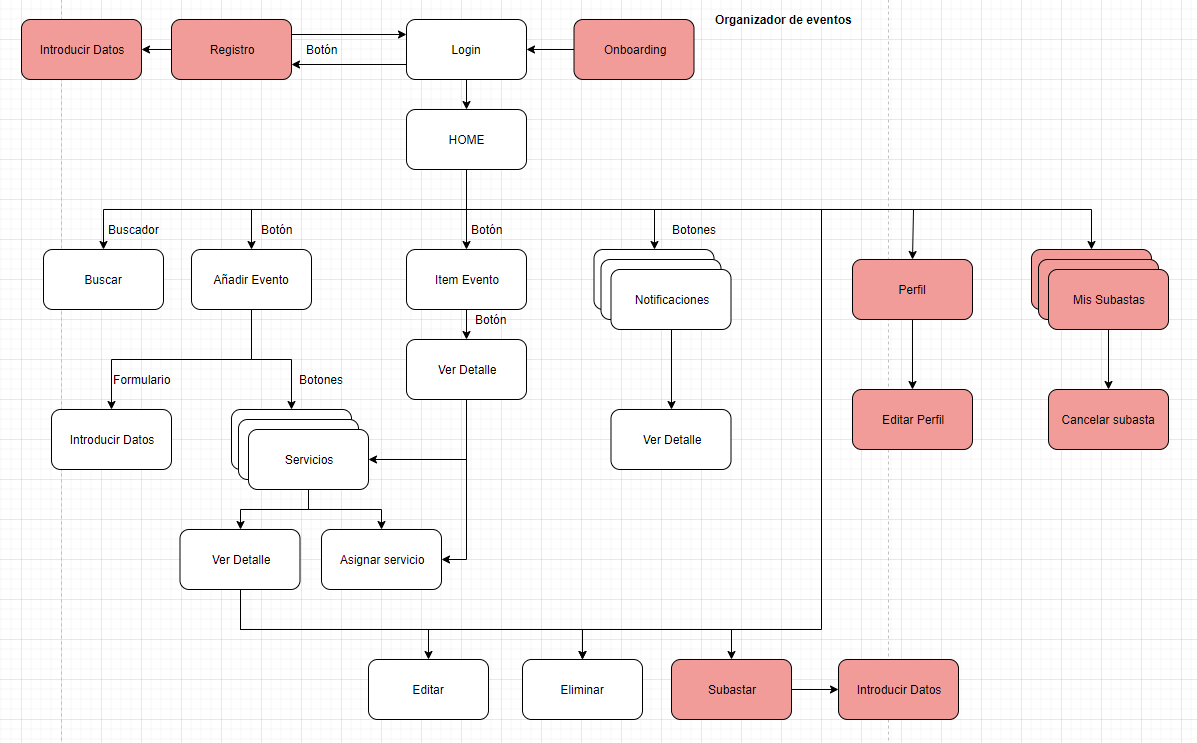 Organizador de eventos
Introducir Datos
Registro
Botón
Login
Onboarding
HOME
Buscador
Botón
Botón
Botones
Buscar
Añadir Evento
Item Evento
Notificaciones
Perfil
Mis Subastas
Botón
Ver Detalle
Formulario
Botones
Introducir Datos
Servicios
Ver Detalle
Editar Perfil
Cancelar subasta
Ver Detalle
Asignar servicio
Editar
Eliminar
Subastar
Introducir Datos